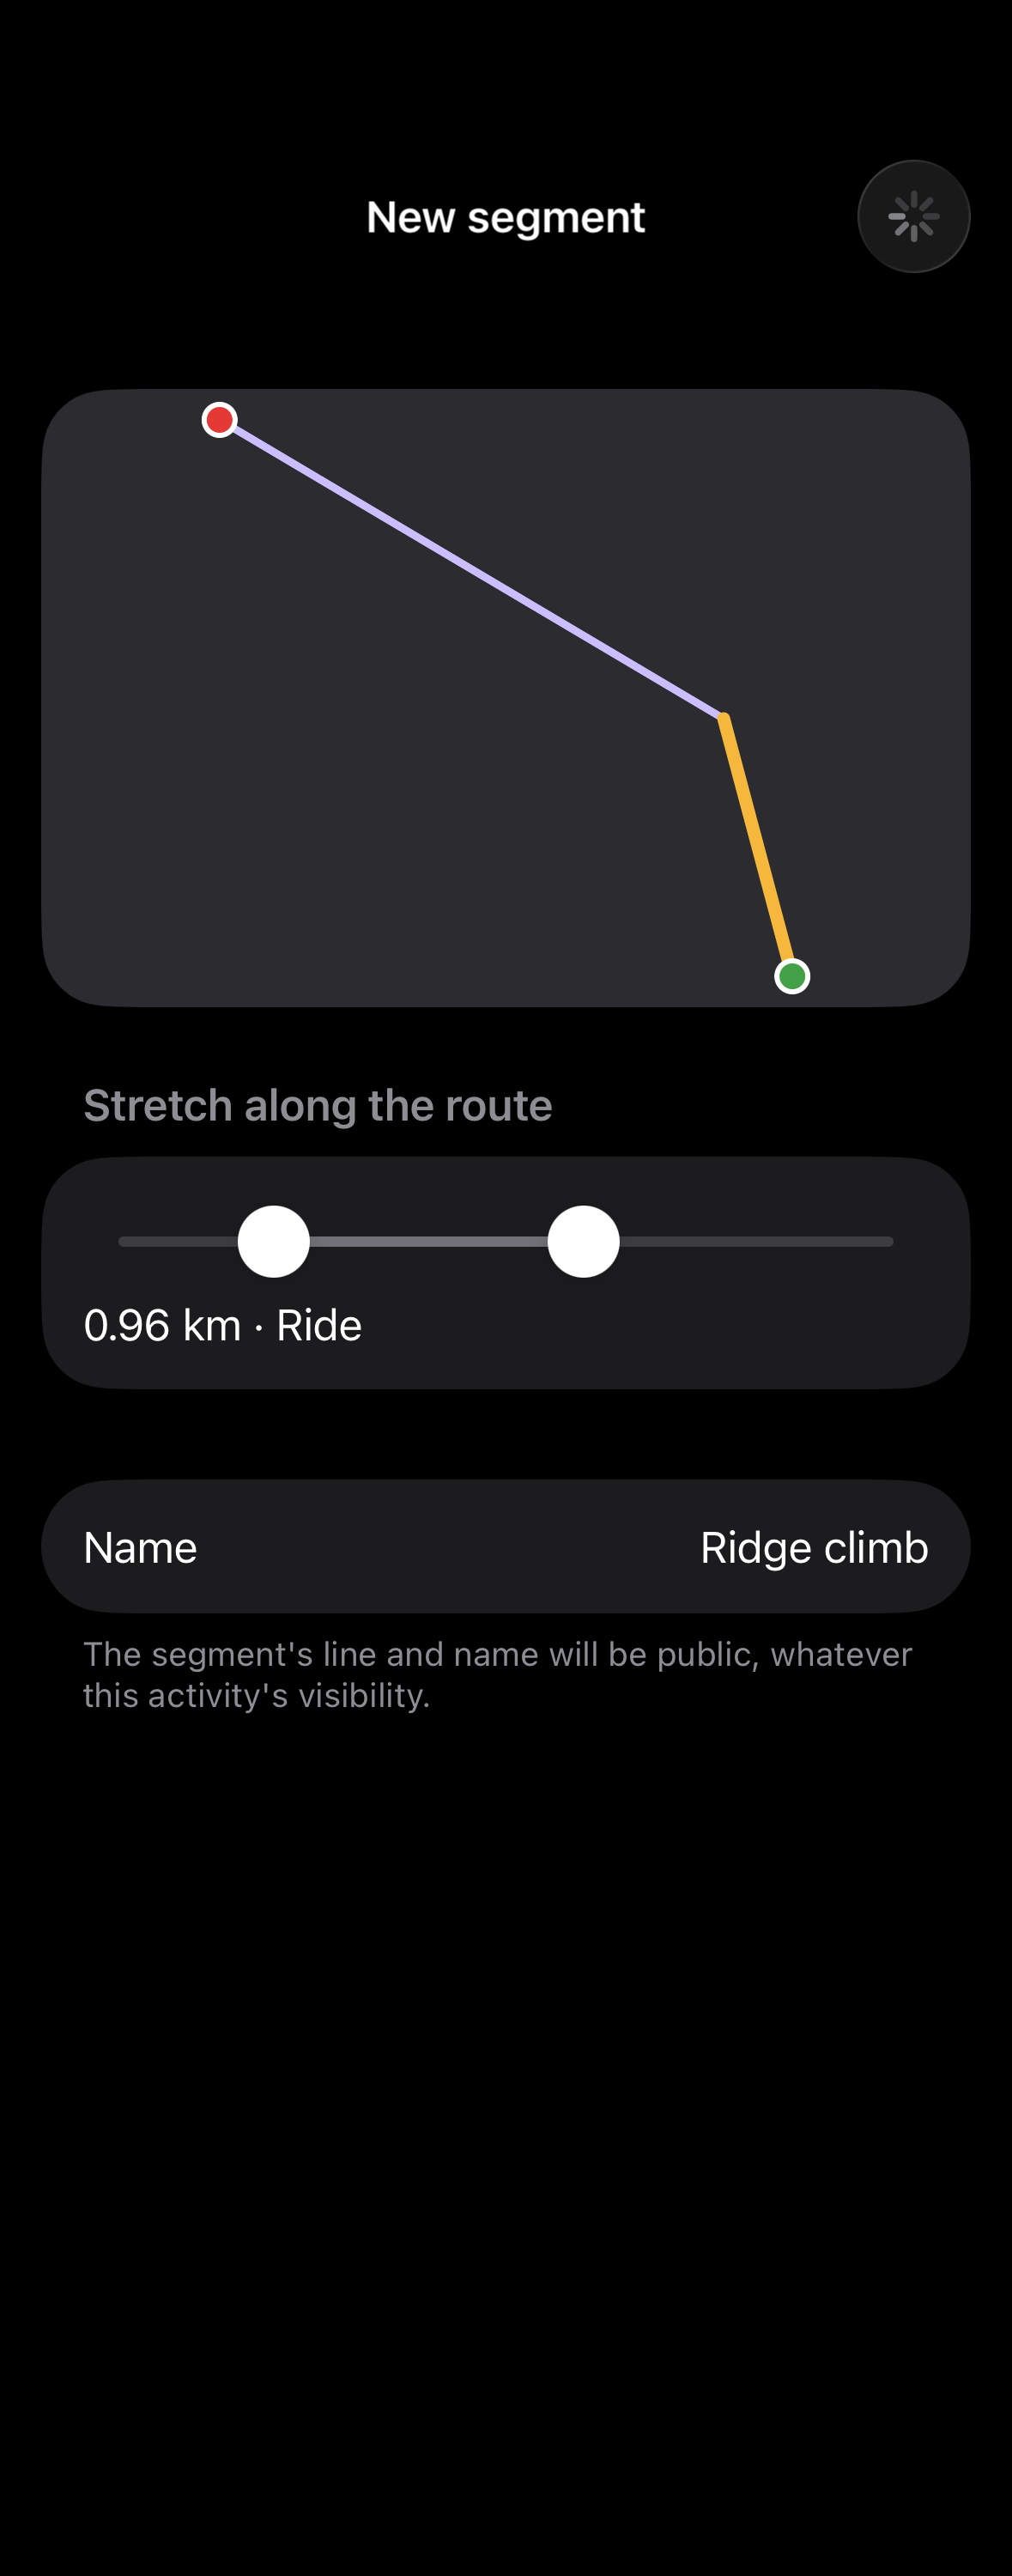 New segment
Stretch along the route
0.96 km · Ride
Name Ridge climb
The segment's line and name will be public, whatever
this activity's visibility.